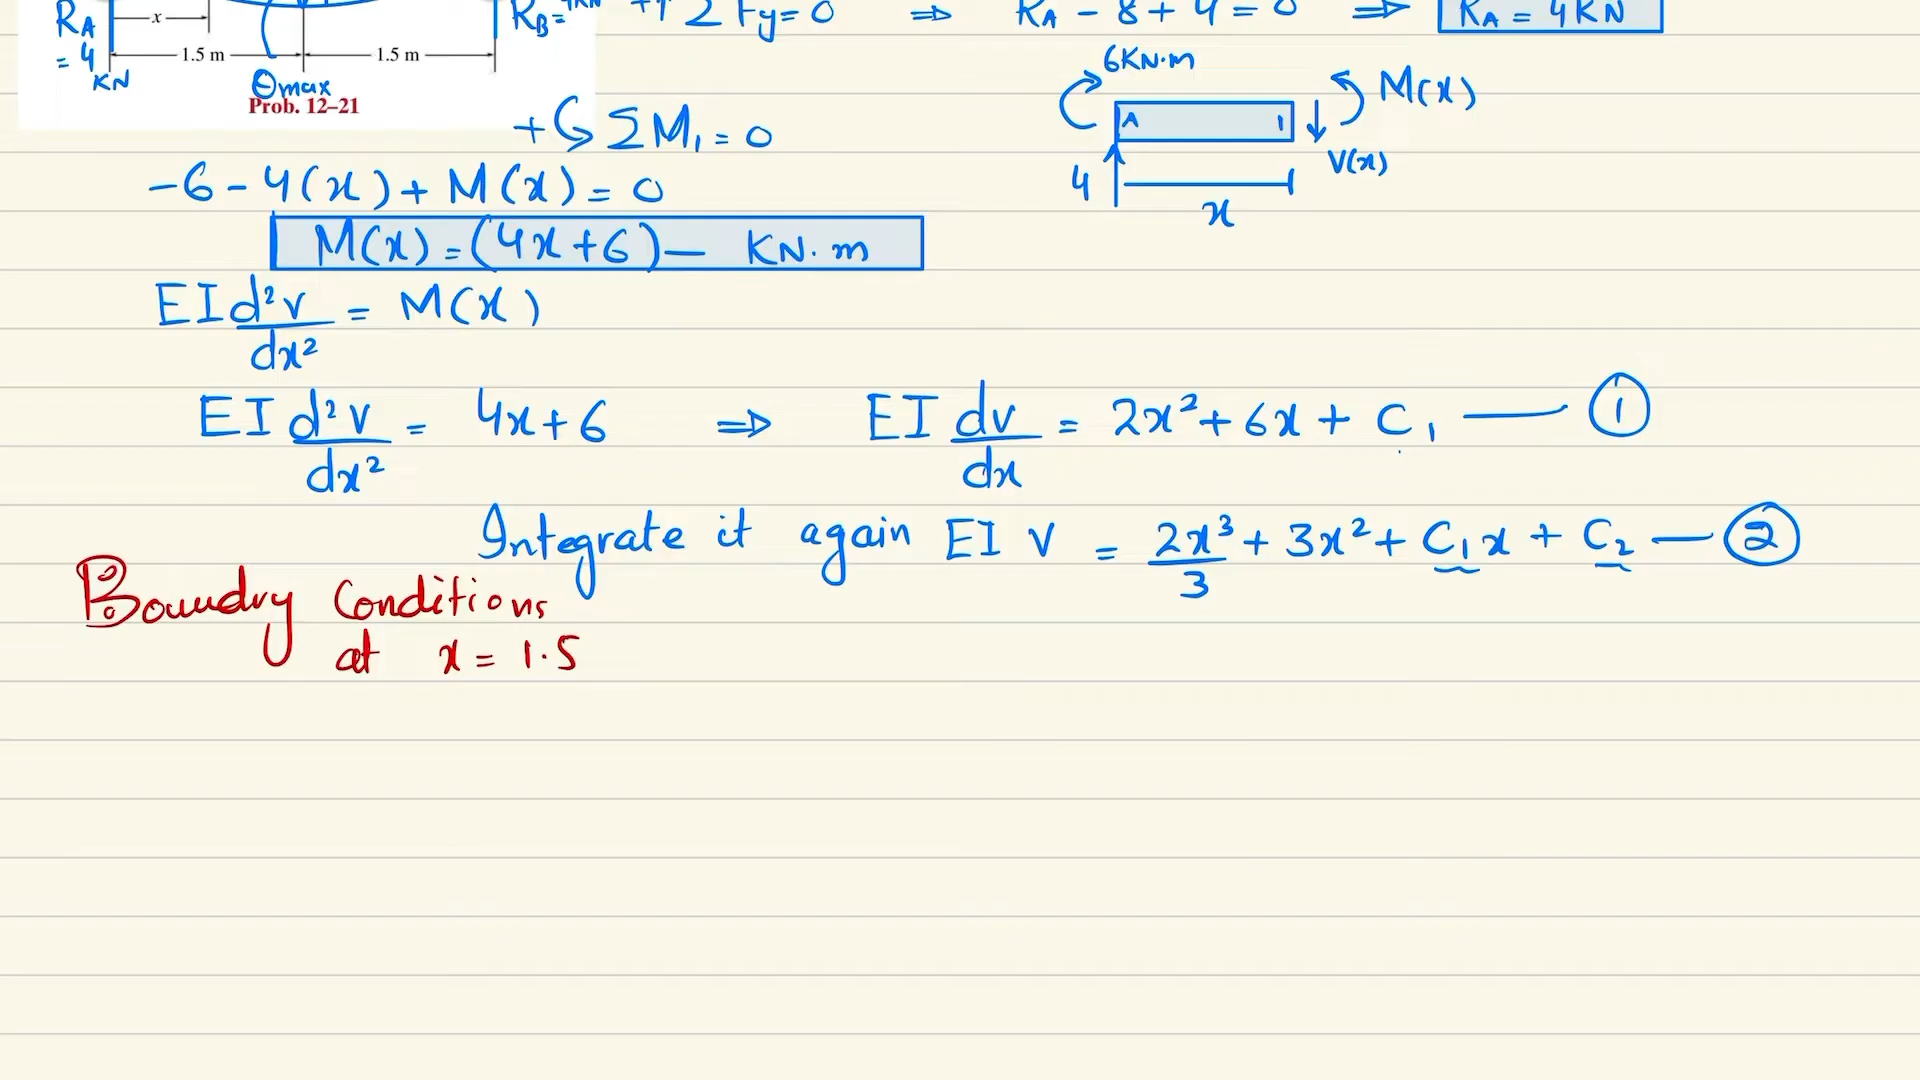 R_A x R_B = 4KN +↑ Σ Fy = 0 ⇒ R_A - 8 + 4 = 0 ⇒ R_A = 4KN
= 4 KN 1.5 m 1.5 m
θmax
Prob. 12–21
6KN·m
M(x)
A 1
V(x)
4
x
+↺ ΣM₁ = 0
-6 - 4(x) + M(x) = 0
M(x) = (4x+6) — KN.m
EI d²v/dx² = M(x)
EI d²v/dx² = 4x+6 ⇒ EI dv/dx = 2x² + 6x + C₁ — ①
Integrate it again EI V = 2x³/3 + 3x² + C₁x + C₂ — ②
Boundry Conditions
at x = 1.5